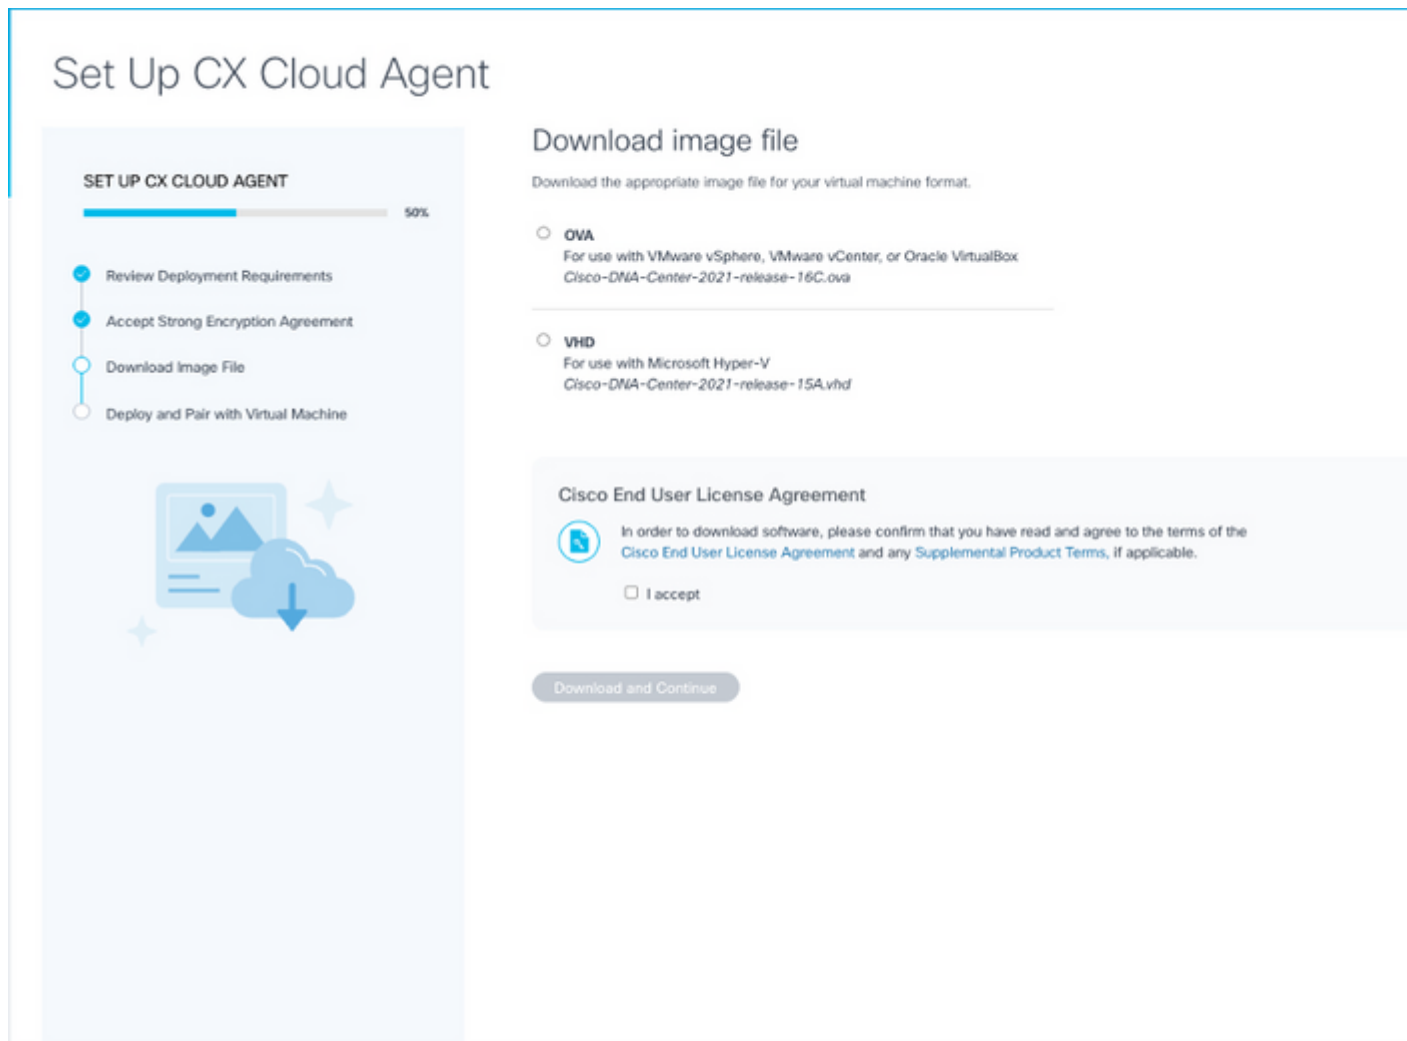 Set Up CX Cloud Agent
SET UP CX CLOUD AGENT
50%
Review Deployment Requirements
Accept Strong Encryption Agreement
Download Image File
Deploy and Pair with Virtual Machine
Download image file
Download the appropriate image file for your virtual machine format.
OVA
For use with VMware vSphere, VMware vCenter, or Oracle VirtualBox
Cisco-DNA-Center-2021-release-16C.ova
VHD
For use with Microsoft Hyper-V
Cisco-DNA-Center-2021-release-15A.vhd
Cisco End User License Agreement
In order to download software, please confirm that you have read and agree to the terms of the
Cisco End User License Agreement and any Supplemental Product Terms, if applicable.
I accept
Download and Continue